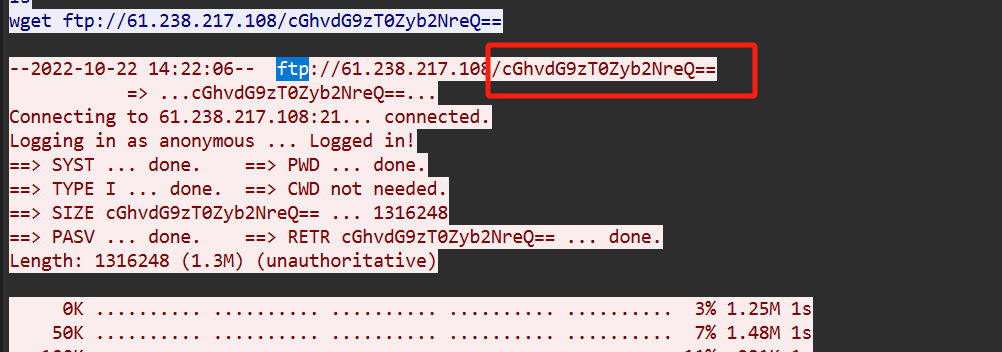 wget ftp://61.238.217.108/cGhvdG9zT0Zyb2NreQ==
--2022-10-22 14:22:06-- ftp://61.238.217.108/cGhvdG9zT0Zyb2NreQ==
=> ...cGhvdG9zT0Zyb2NreQ==...
Connecting to 61.238.217.108:21... connected.
Logging in as anonymous ... Logged in!
==> SYST ... done. ==> PWD ... done.
==> TYPE I ... done. ==> CWD not needed.
==> SIZE cGhvdG9zT0Zyb2NreQ== ... 1316248
==> PASV ... done. ==> RETR cGhvdG9zT0Zyb2NreQ== ... done.
Length: 1316248 (1.3M) (unauthoritative)
0K .......... .......... .......... .......... .......... 3% 1.25M 1s
50K .......... .......... .......... .......... .......... 7% 1.48M 1s